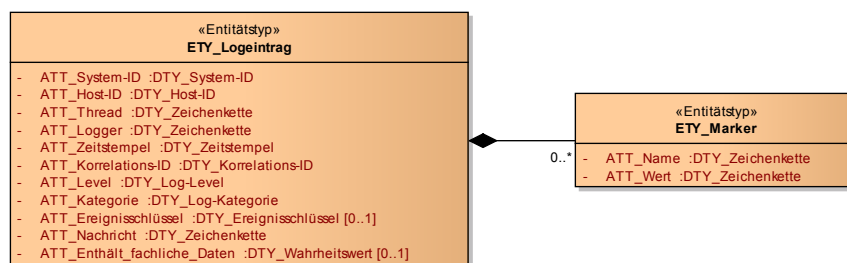 «Entitätstyp»
ETY_Logeintrag
- ATT_System-ID :DTY_System-ID
- ATT_Host-ID :DTY_Host-ID
- ATT_Thread :DTY_Zeichenkette
- ATT_Logger :DTY_Zeichenkette
- ATT_Zeitstempel :DTY_Zeitstempel
- ATT_Korrelations-ID :DTY_Korrelations-ID
- ATT_Level :DTY_Log-Level
- ATT_Kategorie :DTY_Log-Kategorie
- ATT_Ereignisschlüssel :DTY_Ereignisschlüssel [0..1]
- ATT_Nachricht :DTY_Zeichenkette
- ATT_Enthält_fachliche_Daten :DTY_Wahrheitswert [0..1]
0..*
«Entitätstyp»
ETY_Marker
- ATT_Name :DTY_Zeichenkette
- ATT_Wert :DTY_Zeichenkette